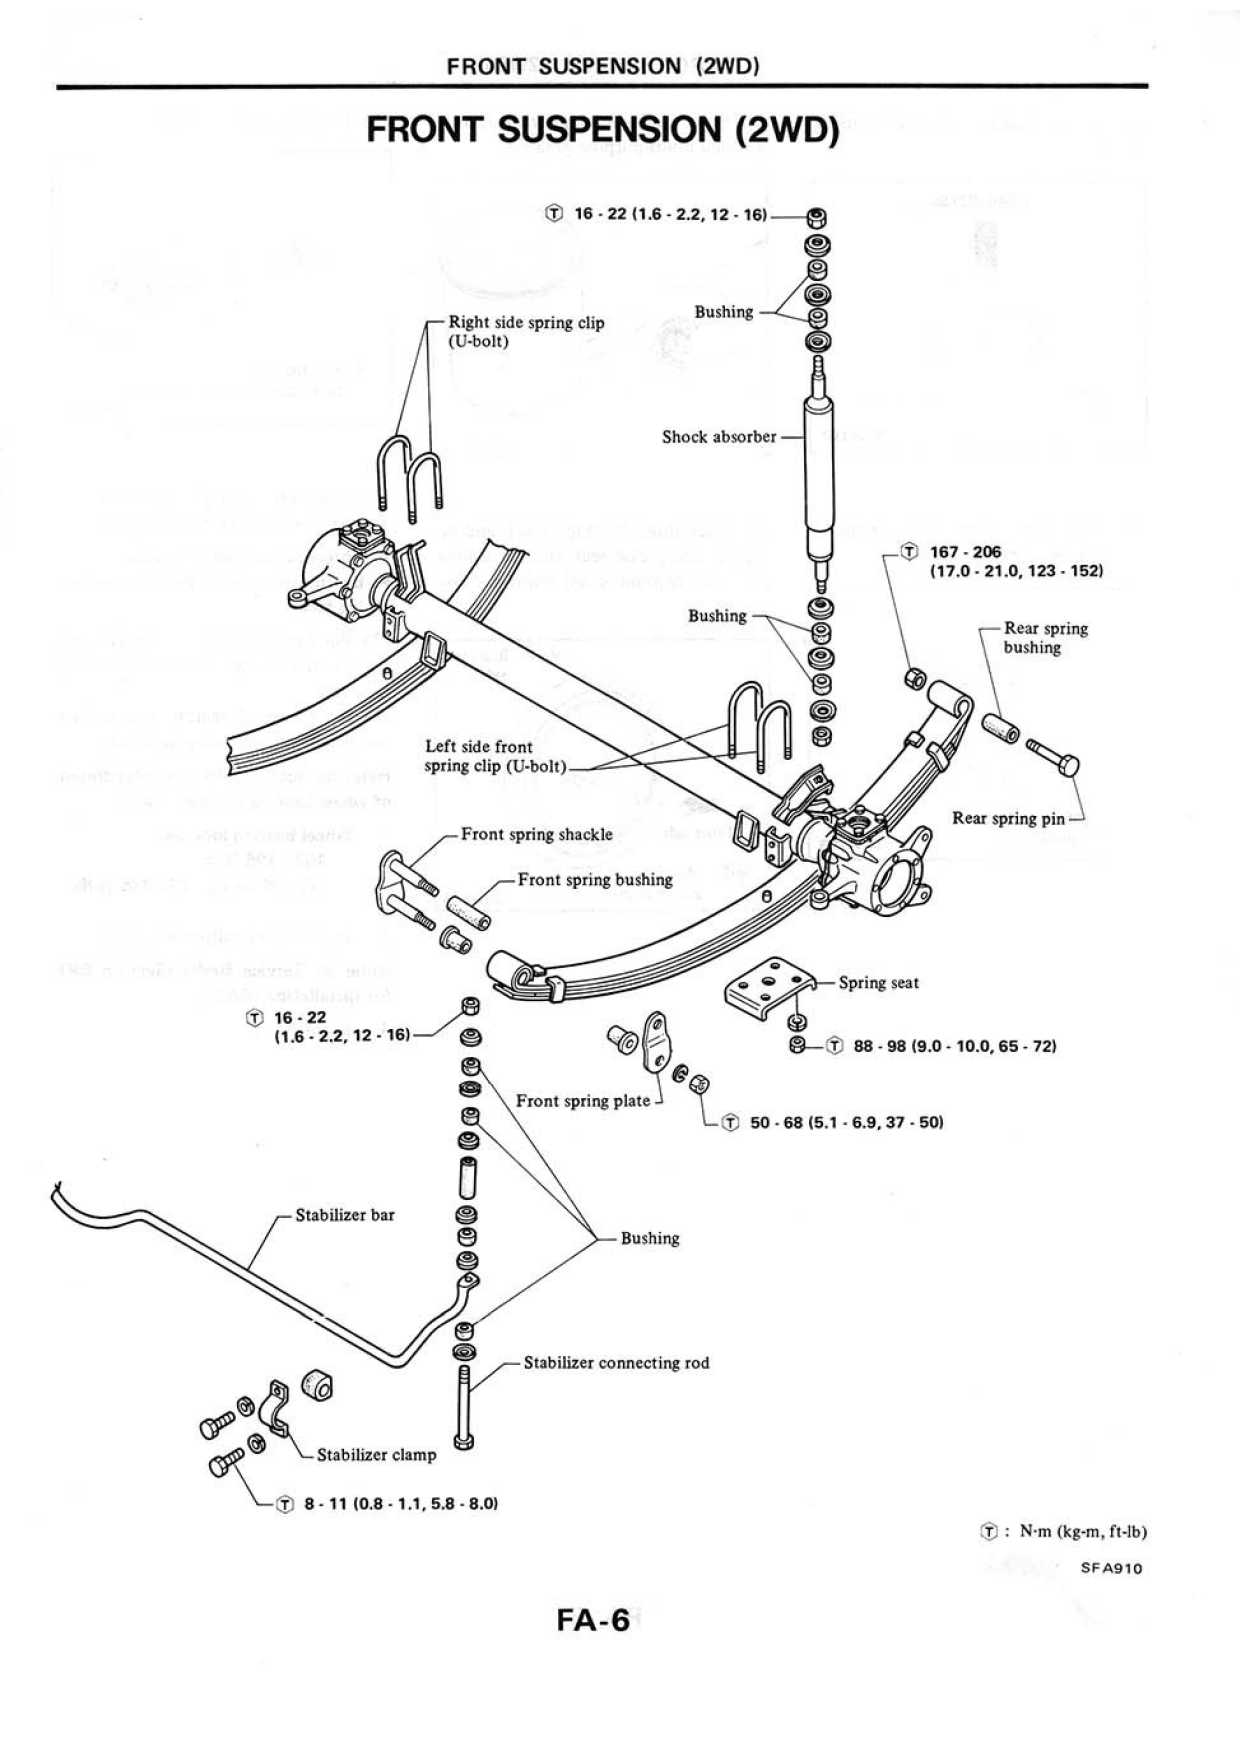 FRONT SUSPENSION (2WD)
FRONT SUSPENSION (2WD)
Ⓣ 16 - 22 (1.6 - 2.2, 12 - 16)
Bushing
Right side spring clip
(U-bolt)
Shock absorber
Ⓣ 167 - 206
(17.0 - 21.0, 123 - 152)
Bushing
Rear spring
bushing
Left side front
spring clip (U-bolt)
Rear spring pin
Front spring shackle
Front spring bushing
Spring seat
Ⓣ 16 - 22
(1.6 - 2.2, 12 - 16)
Ⓣ 88 - 98 (9.0 - 10.0, 65 - 72)
Front spring plate
Ⓣ 50 - 68 (5.1 - 6.9, 37 - 50)
Stabilizer bar
Bushing
Stabilizer connecting rod
Stabilizer clamp
Ⓣ 8 - 11 (0.8 - 1.1, 5.8 - 8.0)
Ⓣ : N·m (kg-m, ft-lb)
SFA910
FA-6